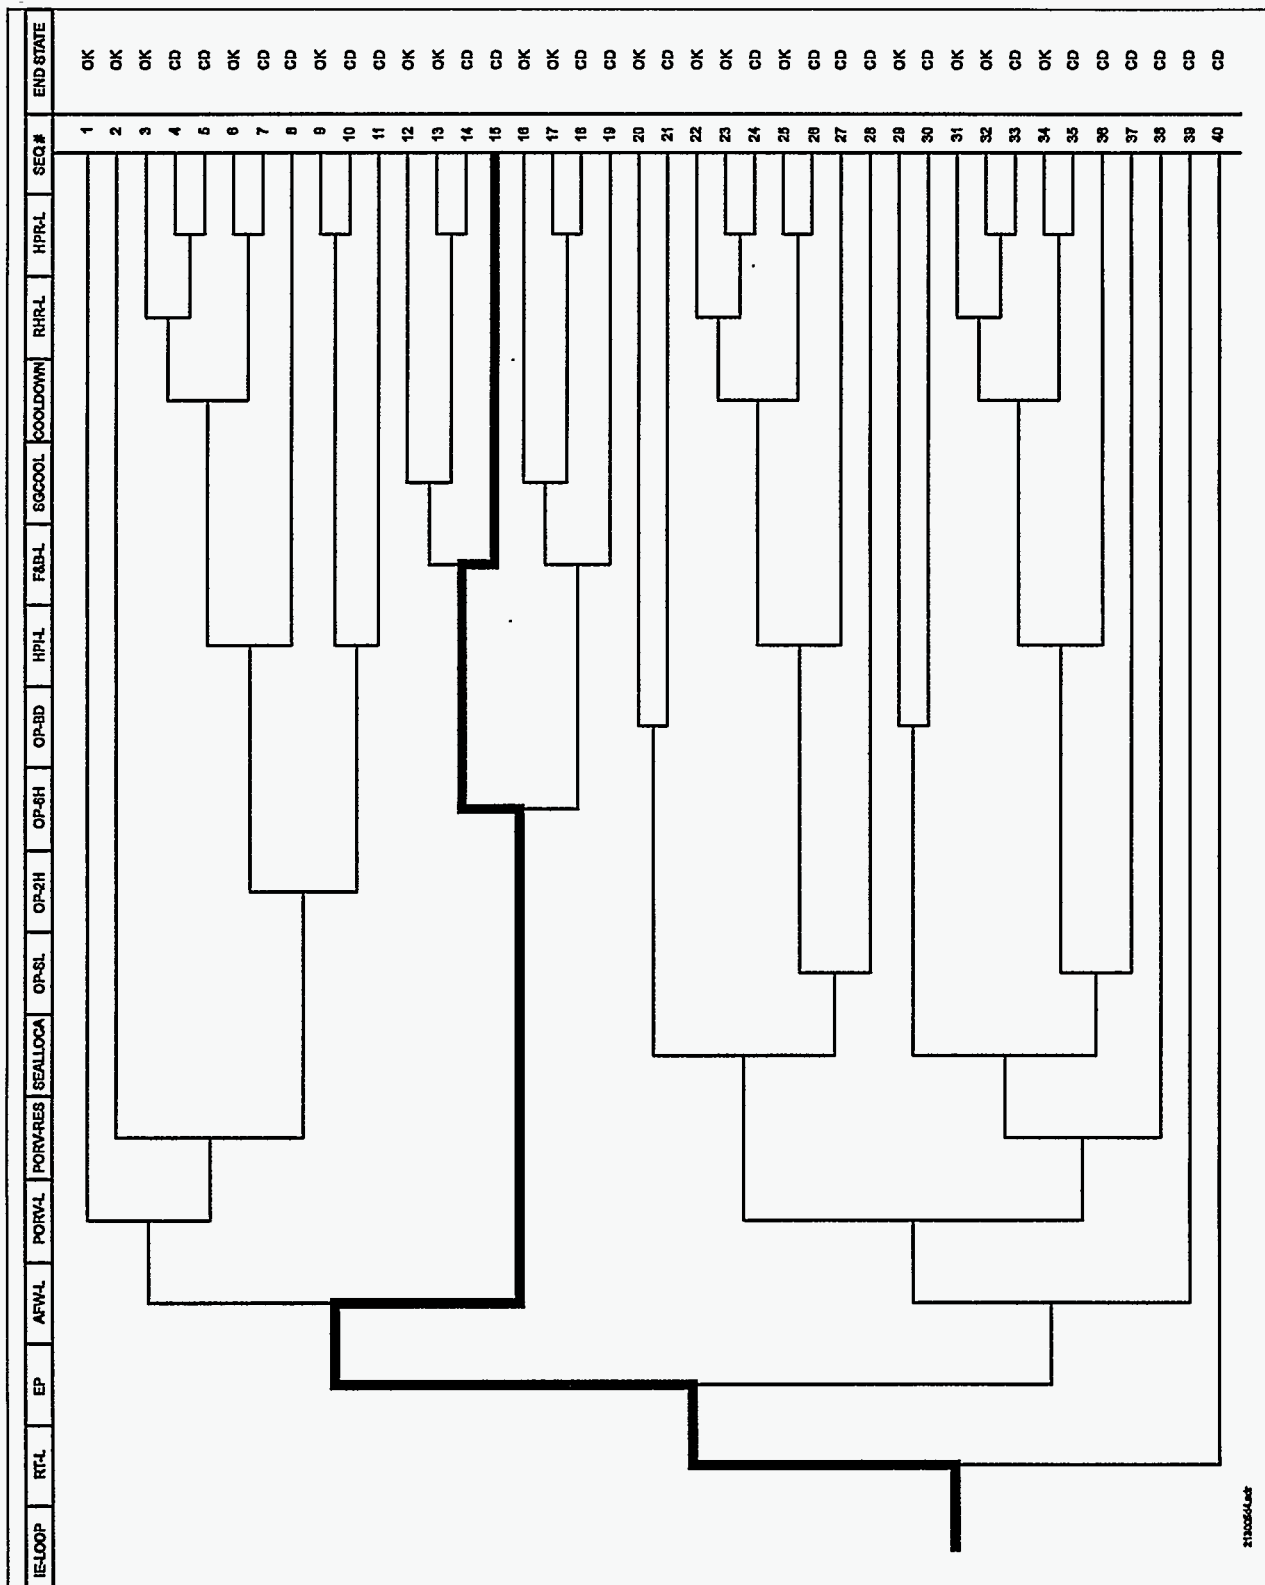 IE-LOOP RT-L EP AFW-L PORV-L PORV-RES SEALLOCA OP-SL OP-2H OP-6H OP-BD HPI-L F&B-L SGCOOL COOLDOWN RHR-L HPR-L SEQ# END STATE
1 OK
2 OK
3 OK
4 CD
5 CD
6 OK
7 CD
8 CD
9 OK
10 CD
11 CD
12 OK
13 OK
14 CD
15 CD
16 OK
17 OK
18 CD
19 CD
20 OK
21 CD
22 OK
23 OK
24 CD
25 OK
26 CD
27 CD
28 CD
29 OK
30 CD
31 OK
32 OK
33 CD
34 OK
35 CD
36 CD
37 CD
38 CD
39 CD
40 CD